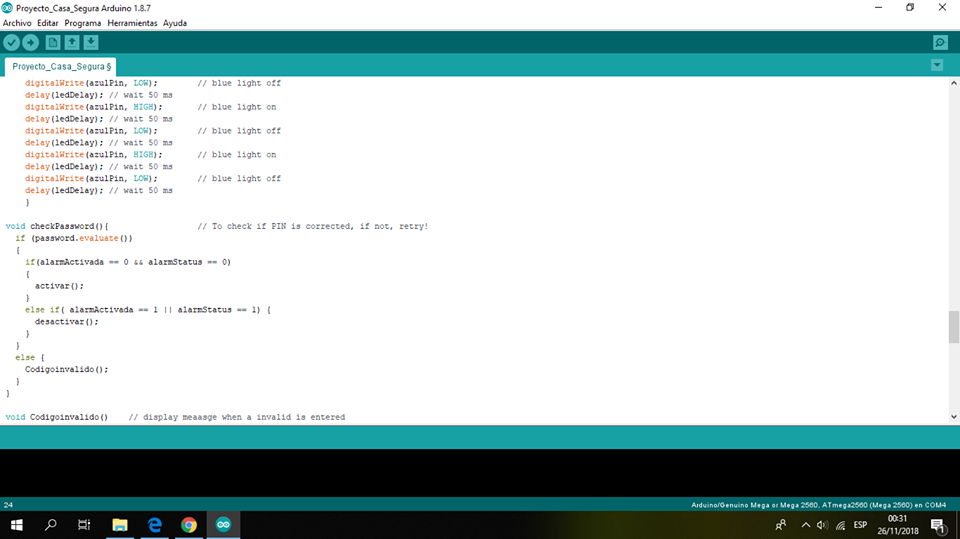 Proyecto_Casa_Segura Arduino 1.8.7
Archivo Editar Programa Herramientas Ayuda
Proyecto_Casa_Segura §
digitalWrite(azulPin, LOW); // blue light off
delay(ledDelay); // wait 50 ms
digitalWrite(azulPin, HIGH); // blue light on
delay(ledDelay); // wait 50 ms
digitalWrite(azulPin, LOW); // blue light off
delay(ledDelay); // wait 50 ms
digitalWrite(azulPin, HIGH); // blue light on
delay(ledDelay); // wait 50 ms
digitalWrite(azulPin, LOW); // blue light off
delay(ledDelay); // wait 50 ms
}
void checkPassword(){ // To check if PIN is corrected, if not, retry!
if (password.evaluate())
{
if(alarmActivada == 0 && alarmStatus == 0)
{
activar();
}
else if( alarmActivada == 1 || alarmStatus == 1) {
desactivar();
}
}
else {
Codigoinvalido();
}
}
void Codigoinvalido() // display meaasge when a invalid is entered
24
Arduino/Genuino Mega or Mega 2560, ATmega2560 (Mega 2560) en COM4
ESP
00:31
26/11/2018
1